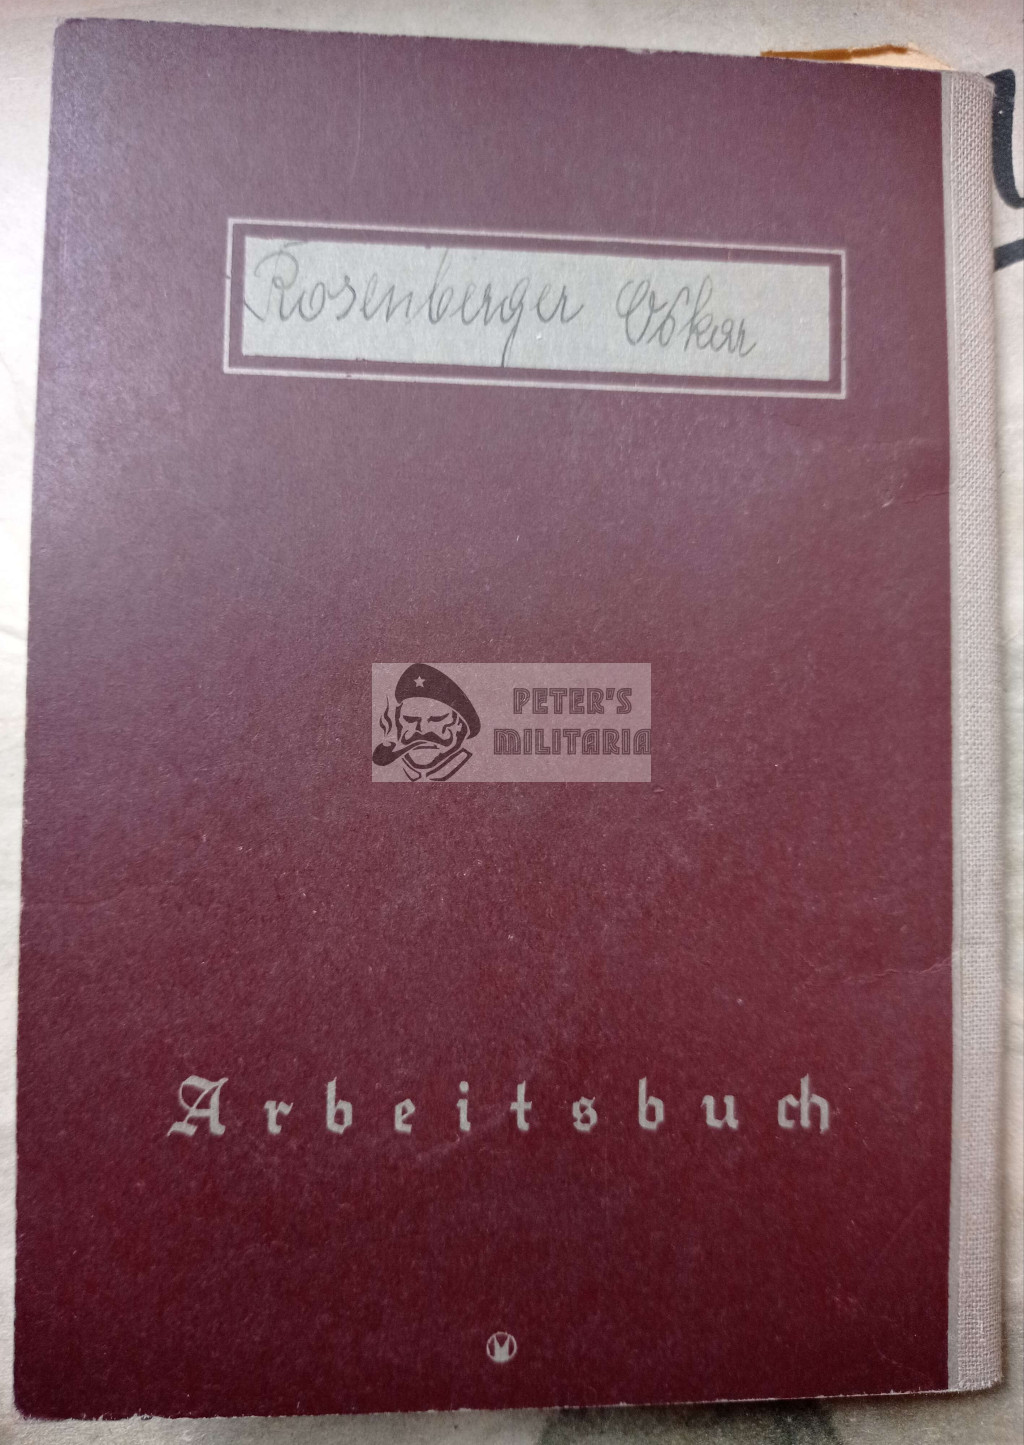 Rosenberger Oskar
PETER'S
MILITARIA
Arbeitsbuch